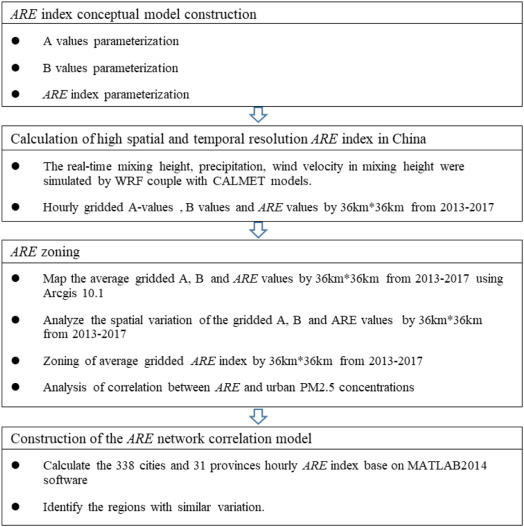 ARE index conceptual model construction
● A values parameterization
● B values parameterization
● ARE index parameterization
Calculation of high spatial and temporal resolution ARE index in China
● The real-time mixing height, precipitation, wind velocity in mixing height were
simulated by WRF couple with CALMET models.
● Hourly gridded A-values , B values and ARE values by 36km*36km from 2013-2017
ARE zoning
● Map the average gridded A, B and ARE values by 36km*36km from 2013-2017 using
Arcgis 10.1
● Analyze the spatial variation of the gridded A, B and ARE values by 36km*36km
from 2013-2017
● Zoning of average gridded ARE index by 36km*36km from 2013-2017
● Analysis of correlation between ARE and urban PM2.5 concentrations
Construction of the ARE network correlation model
● Calculate the 338 cities and 31 provinces hourly ARE index base on MATLAB2014
software
● Identify the regions with similar variation.